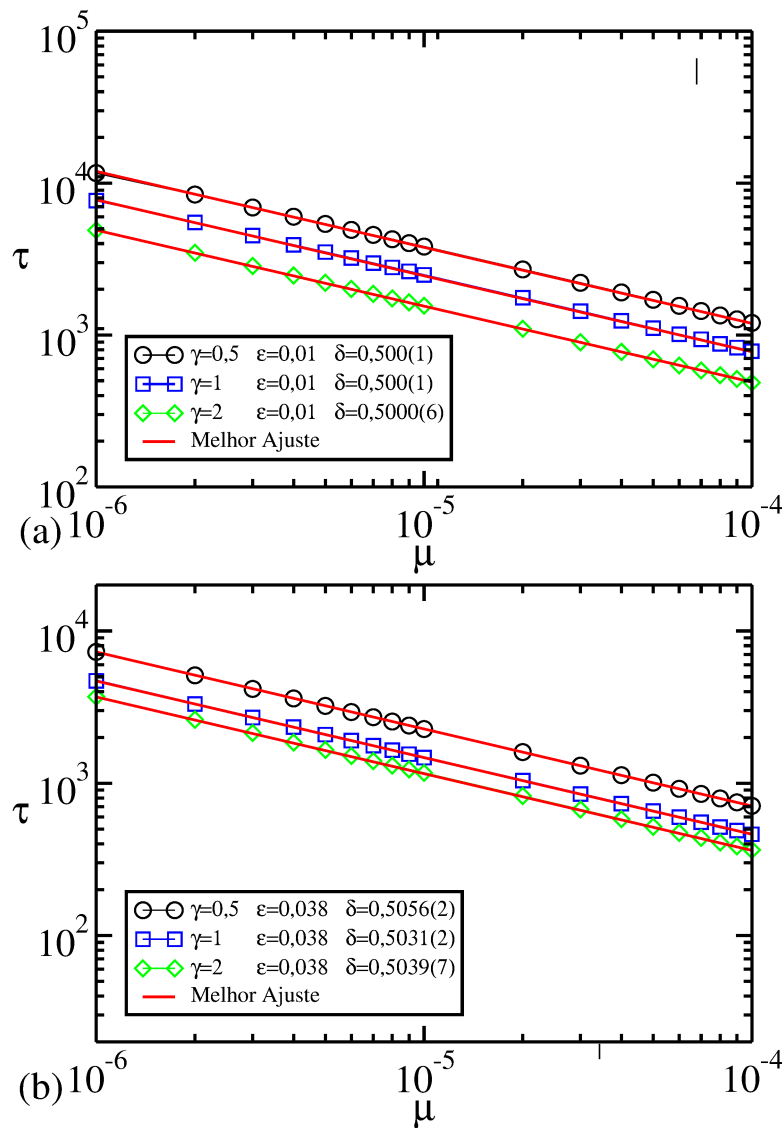 10^5
10^4
τ
10^3
γ=0,5 ε=0,01 δ=0,500(1)
γ=1 ε=0,01 δ=0,500(1)
γ=2 ε=0,01 δ=0,5000(6)
Melhor Ajuste
10^2
(a) 10^-6 10^-5 10^-4
μ
10^4
10^3
τ
γ=0,5 ε=0,038 δ=0,5056(2)
10^2
γ=1 ε=0,038 δ=0,5031(2)
γ=2 ε=0,038 δ=0,5039(7)
Melhor Ajuste
(b) 10^-6 10^-5 10^-4
μ